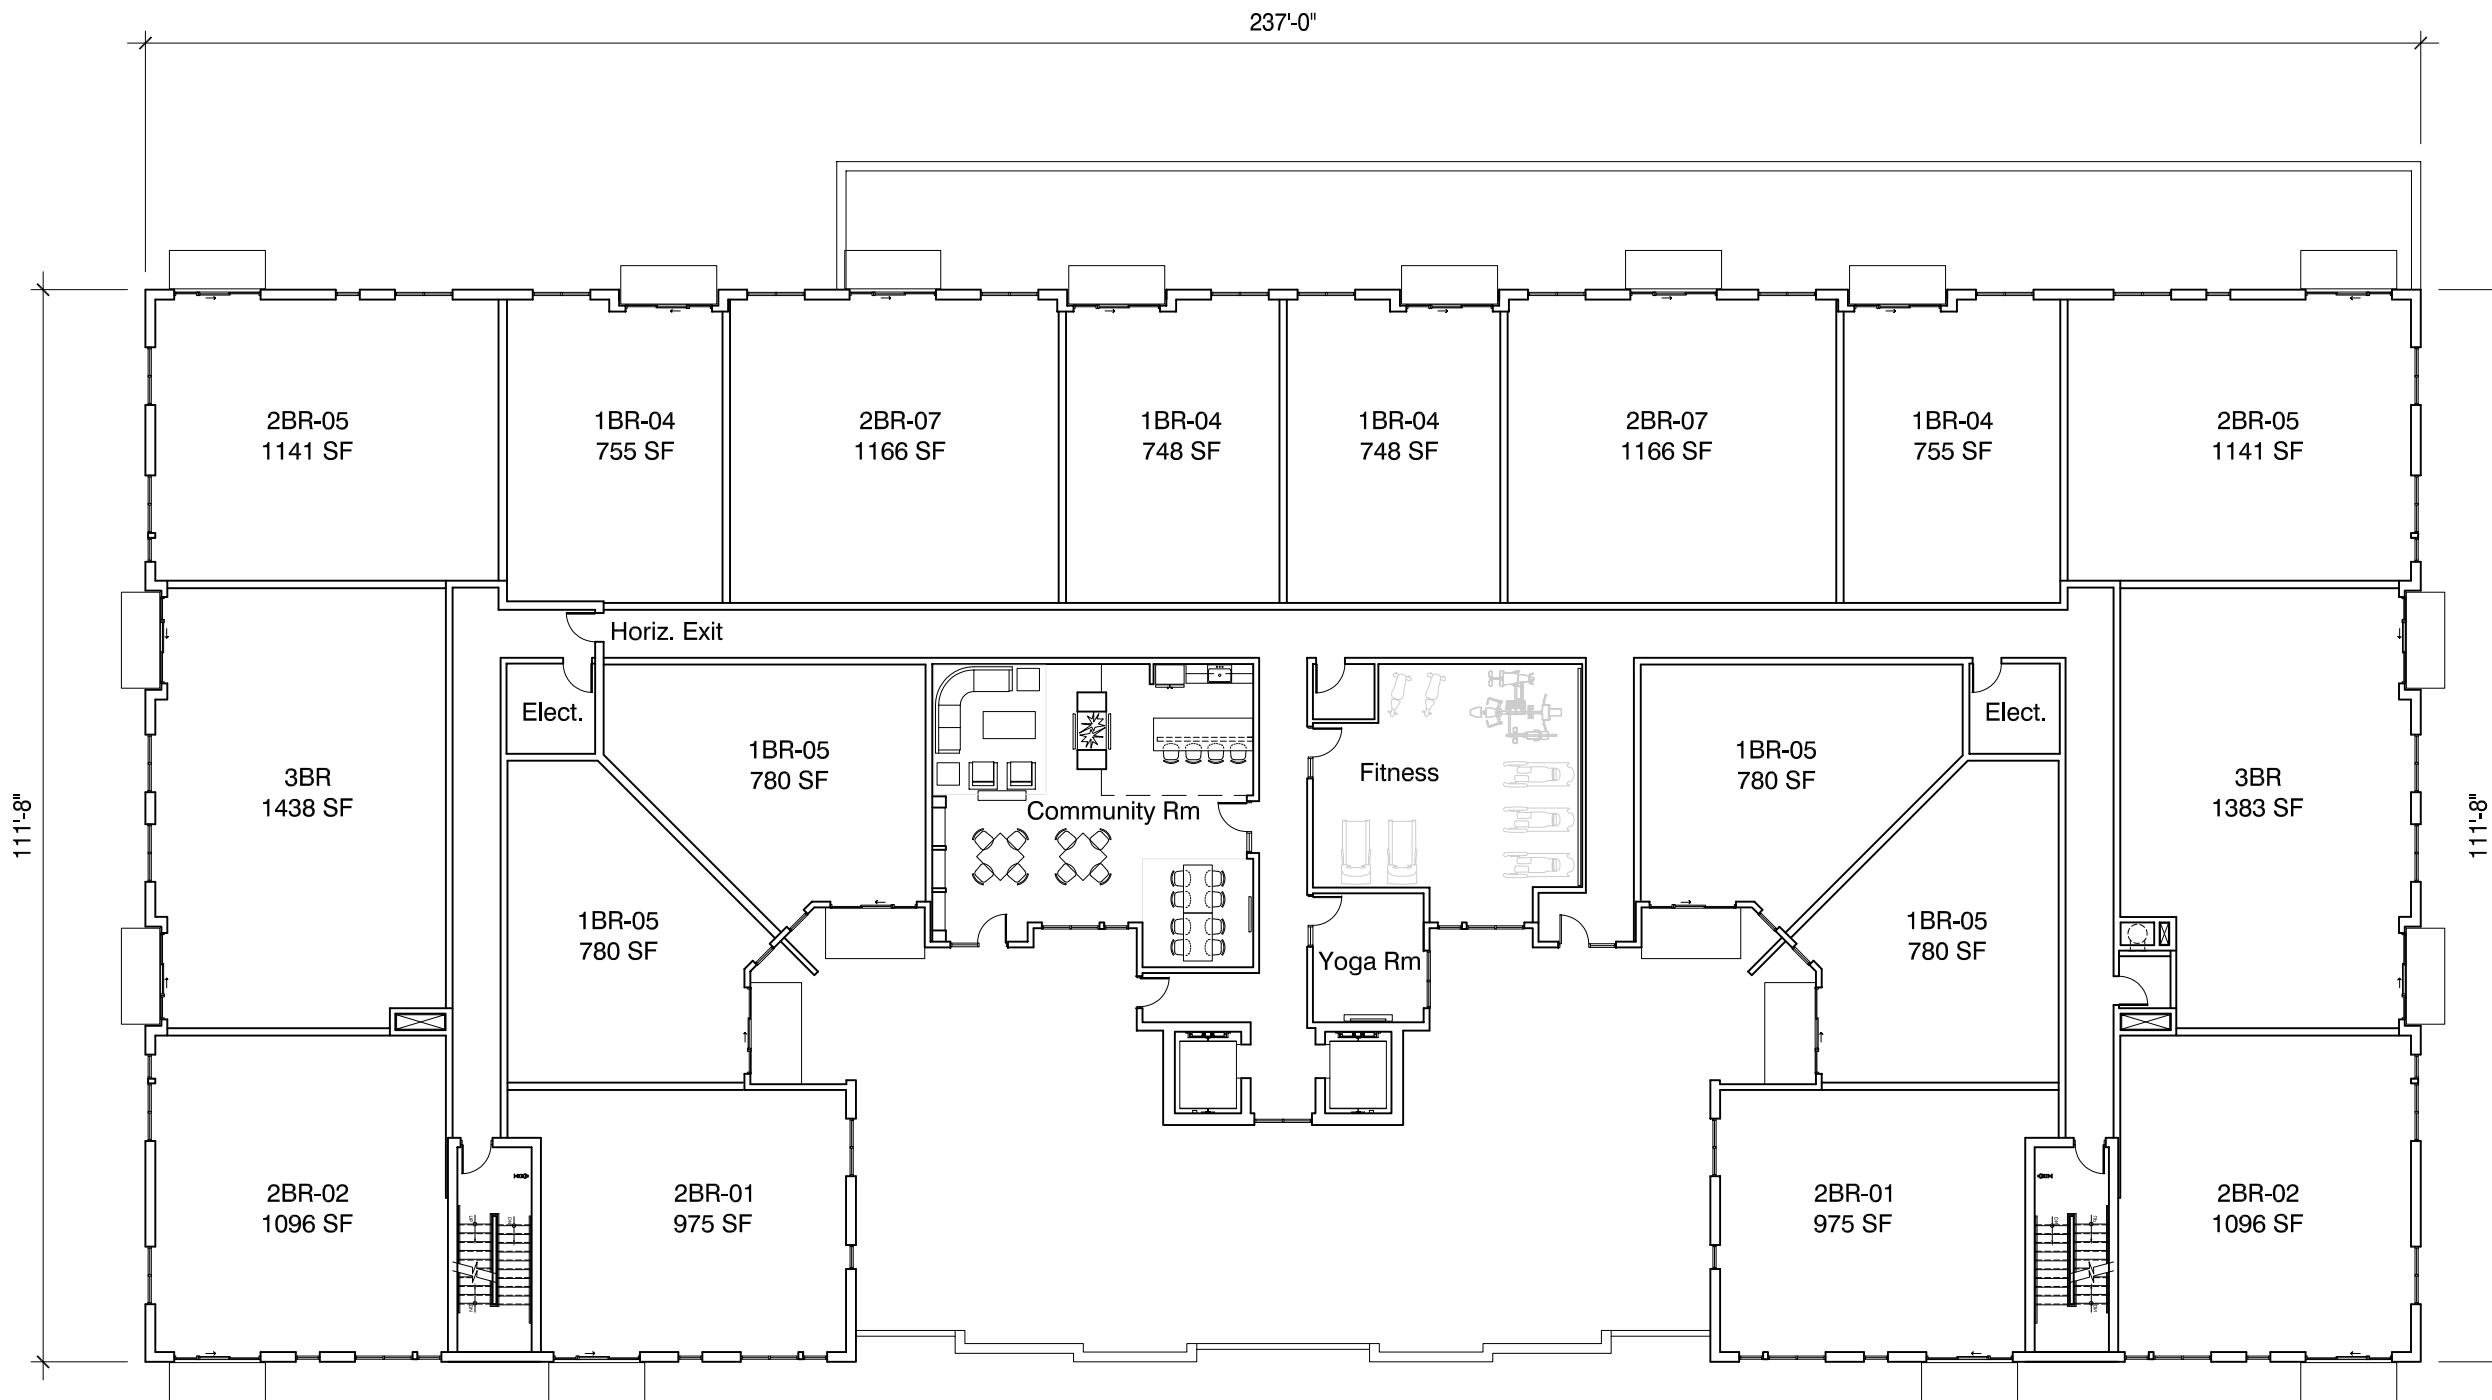 237'-0"
2BR-05
1141 SF
1BR-04
755 SF
2BR-07
1166 SF
1BR-04
748 SF
1BR-04
748 SF
2BR-07
1166 SF
1BR-04
755 SF
2BR-05
1141 SF
Horiz. Exit
Elect.
Elect.
1BR-05
780 SF
Community Rm
Fitness
1BR-05
780 SF
3BR
1438 SF
3BR
1383 SF
111'-8"
111'-8"
1BR-05
780 SF
Yoga Rm
1BR-05
780 SF
2BR-02
1096 SF
2BR-01
975 SF
2BR-01
975 SF
2BR-02
1096 SF